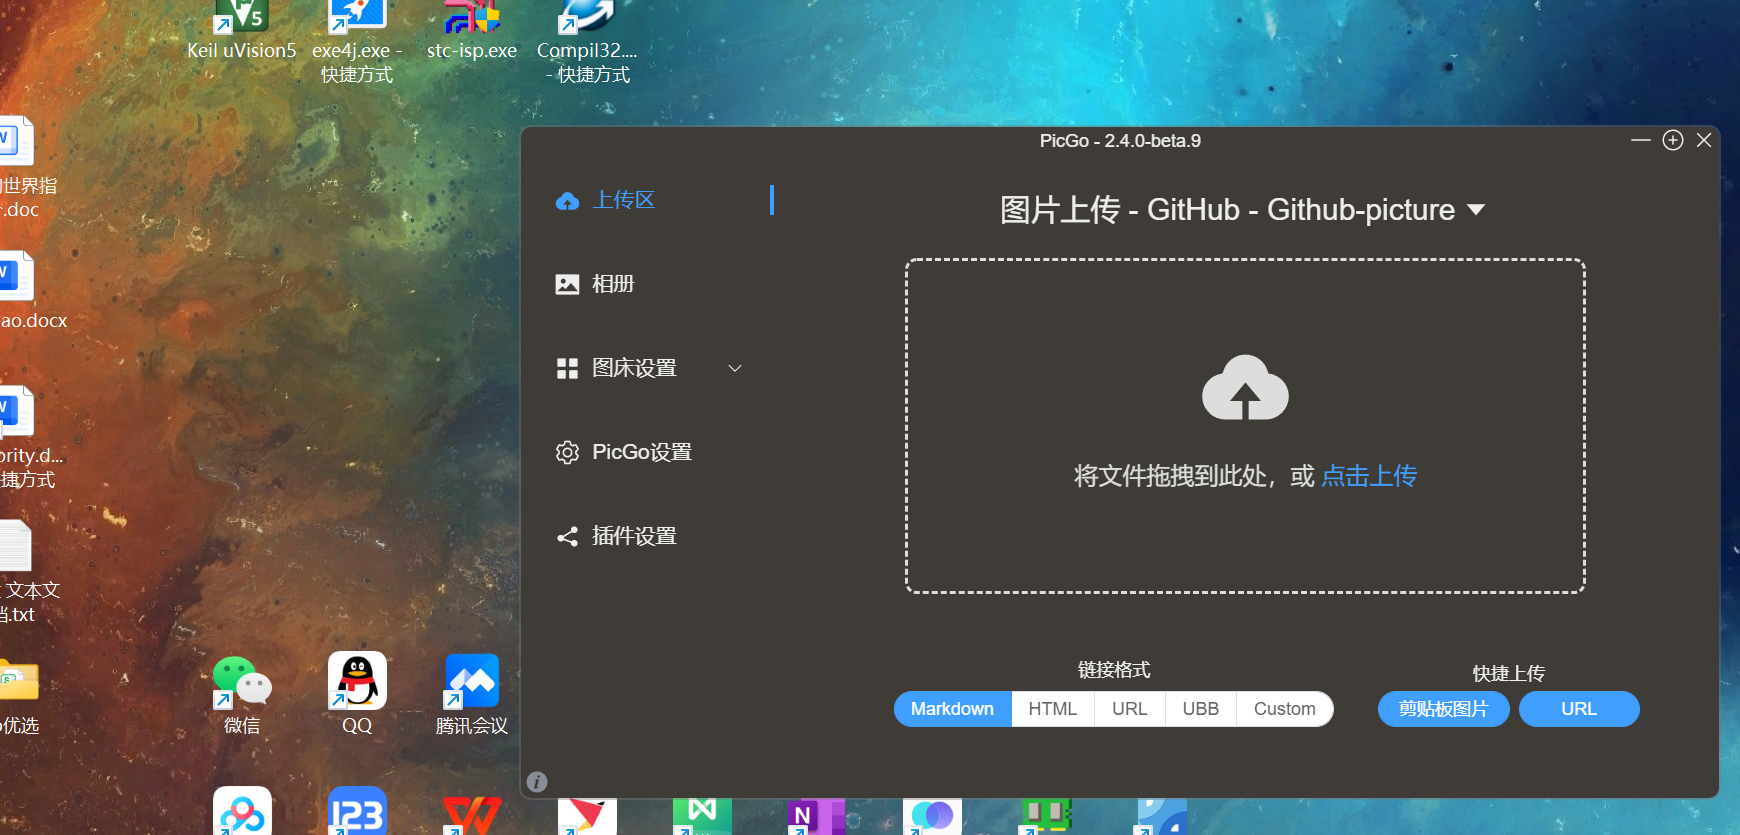 Keil uVision5
exe4j.exe -
快捷方式
stc-isp.exe
Compil32....
- 快捷方式
世界指
.doc
ao.docx
ority.d...
捷方式
文本文
档.txt
优选
微信
QQ
腾讯会议
123
PicGo - 2.4.0-beta.9
上传区
相册
图床设置
PicGo设置
插件设置
图片上传 - GitHub - Github-picture
将文件拖拽到此处，或 点击上传
链接格式
Markdown
HTML
URL
UBB
Custom
快捷上传
剪贴板图片
URL